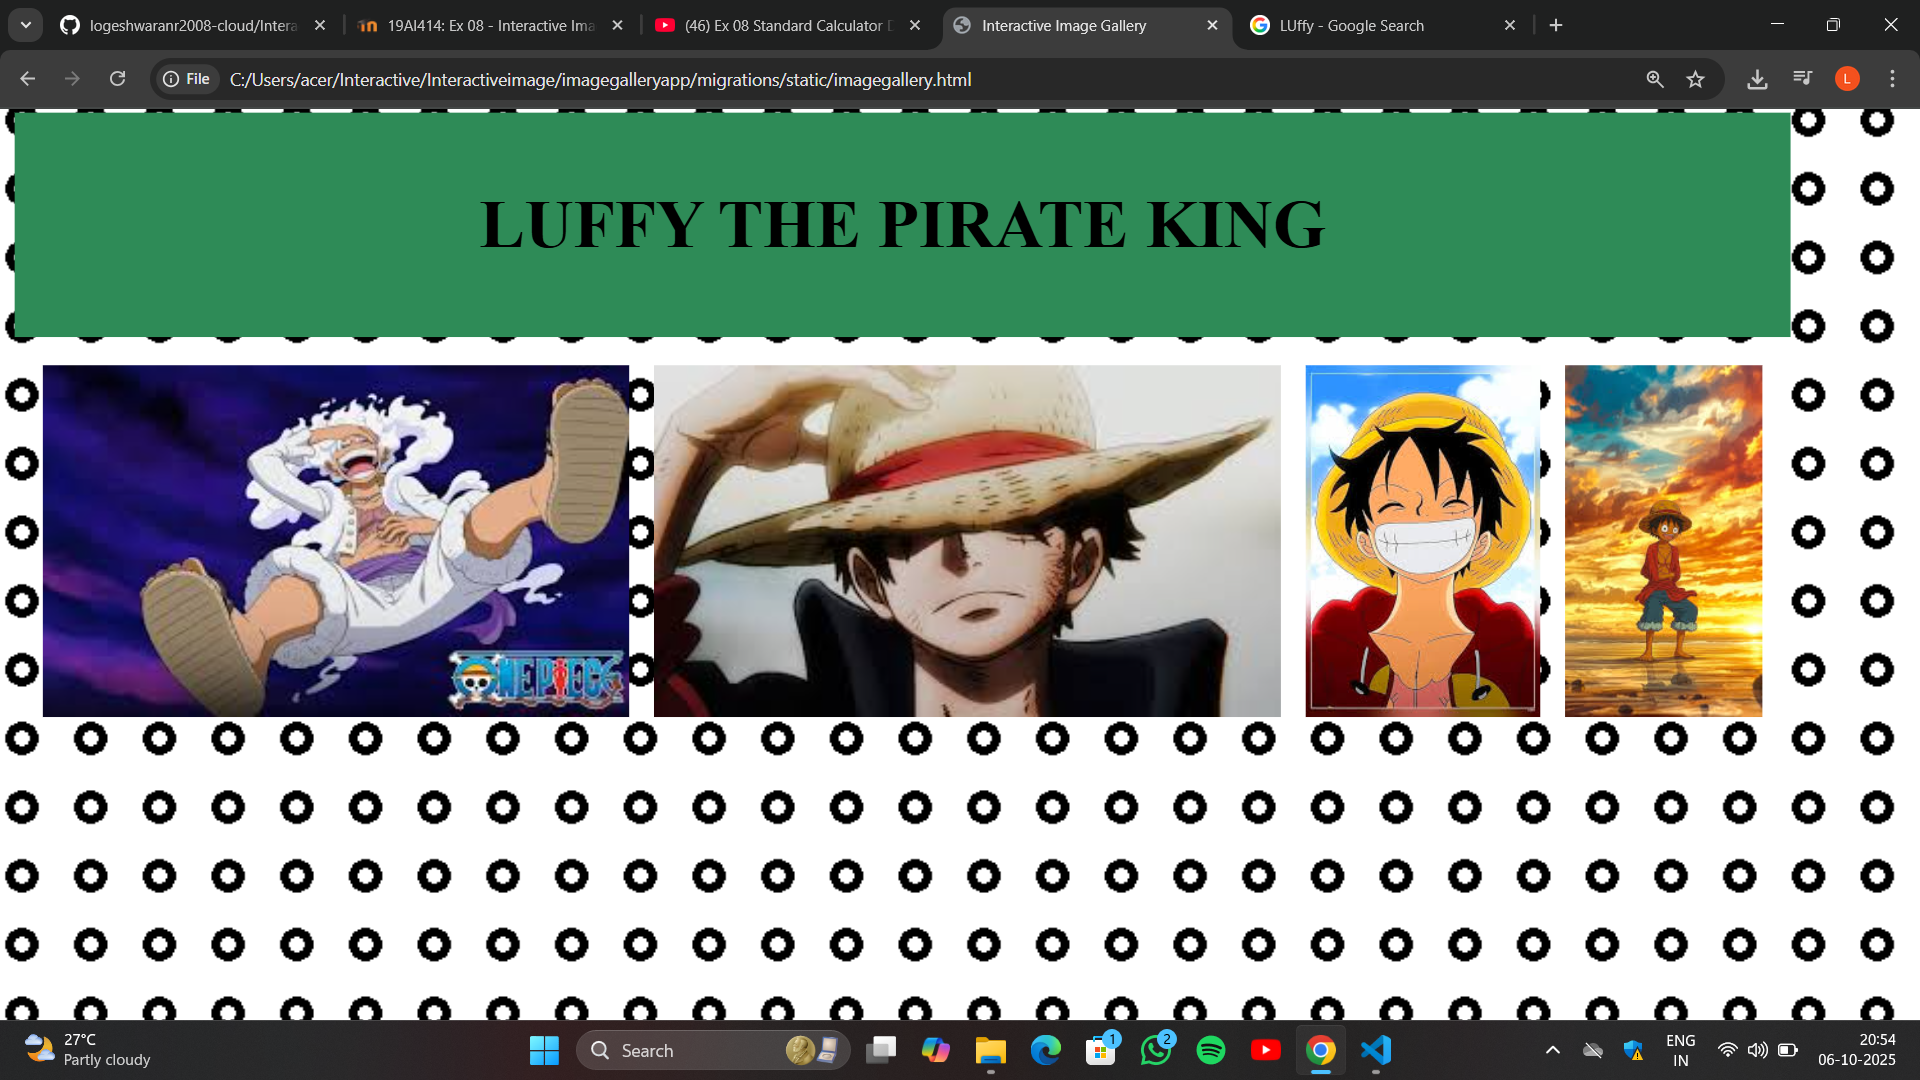 logeshwaranr2008-cloud/Intera
19AI414: Ex 08 - Interactive Ima
(46) Ex 08 Standard Calculator D
Interactive Image Gallery
LUffy - Google Search
File
C:/Users/acer/Interactive/Interactiveimage/imagegalleryapp/migrations/static/imagegallery.html
L
LUFFY THE PIRATE KING
ONE PIECE
27°C
Partly cloudy
Search
1
2
ENG
IN
20:54
06-10-2025